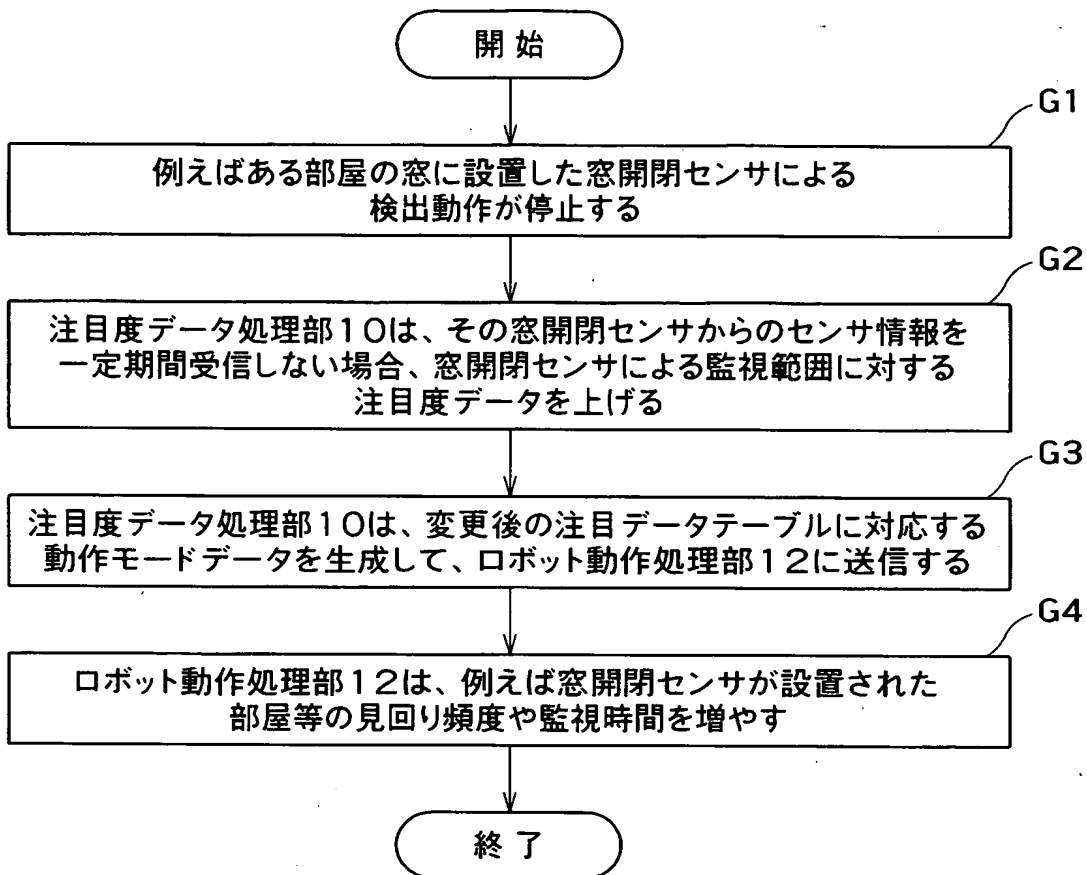 開始
G1
例えばある部屋の窓に設置した窓開閉センサによる
検出動作が停止する
G2
注目度データ処理部10は、その窓開閉センサからのセンサ情報を
一定期間受信しない場合、窓開閉センサによる監視範囲に対する
注目度データを上げる
G3
注目度データ処理部10は、変更後の注目データテーブルに対応する
動作モードデータを生成して、ロボット動作処理部12に送信する
G4
ロボット動作処理部12は、例えば窓開閉センサが設置された
部屋等の見回り頻度や監視時間を増やす
終了